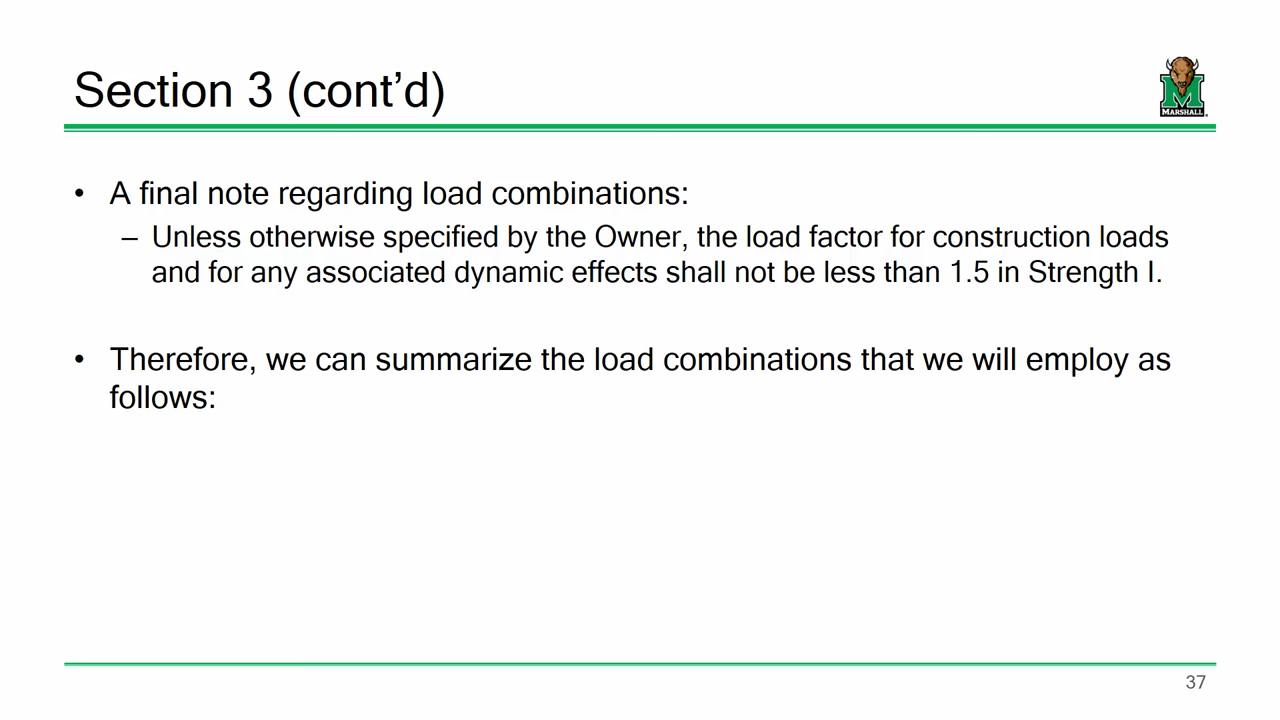 Section 3 (cont’d)
MARSHALL
• A final note regarding load combinations:
– Unless otherwise specified by the Owner, the load factor for construction loads
and for any associated dynamic effects shall not be less than 1.5 in Strength I.
• Therefore, we can summarize the load combinations that we will employ as
follows:
37